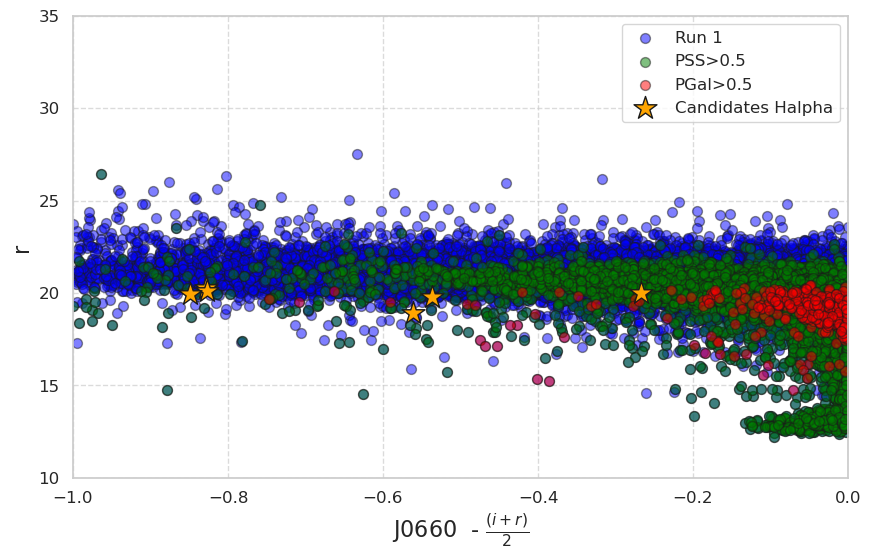 35
30
25
20
15
10
r
Run 1
PSS>0.5
PGal>0.5
Candidates Halpha
−1.0 −0.8 −0.6 −0.4 −0.2 0.0
J0660 - (i + r)/2